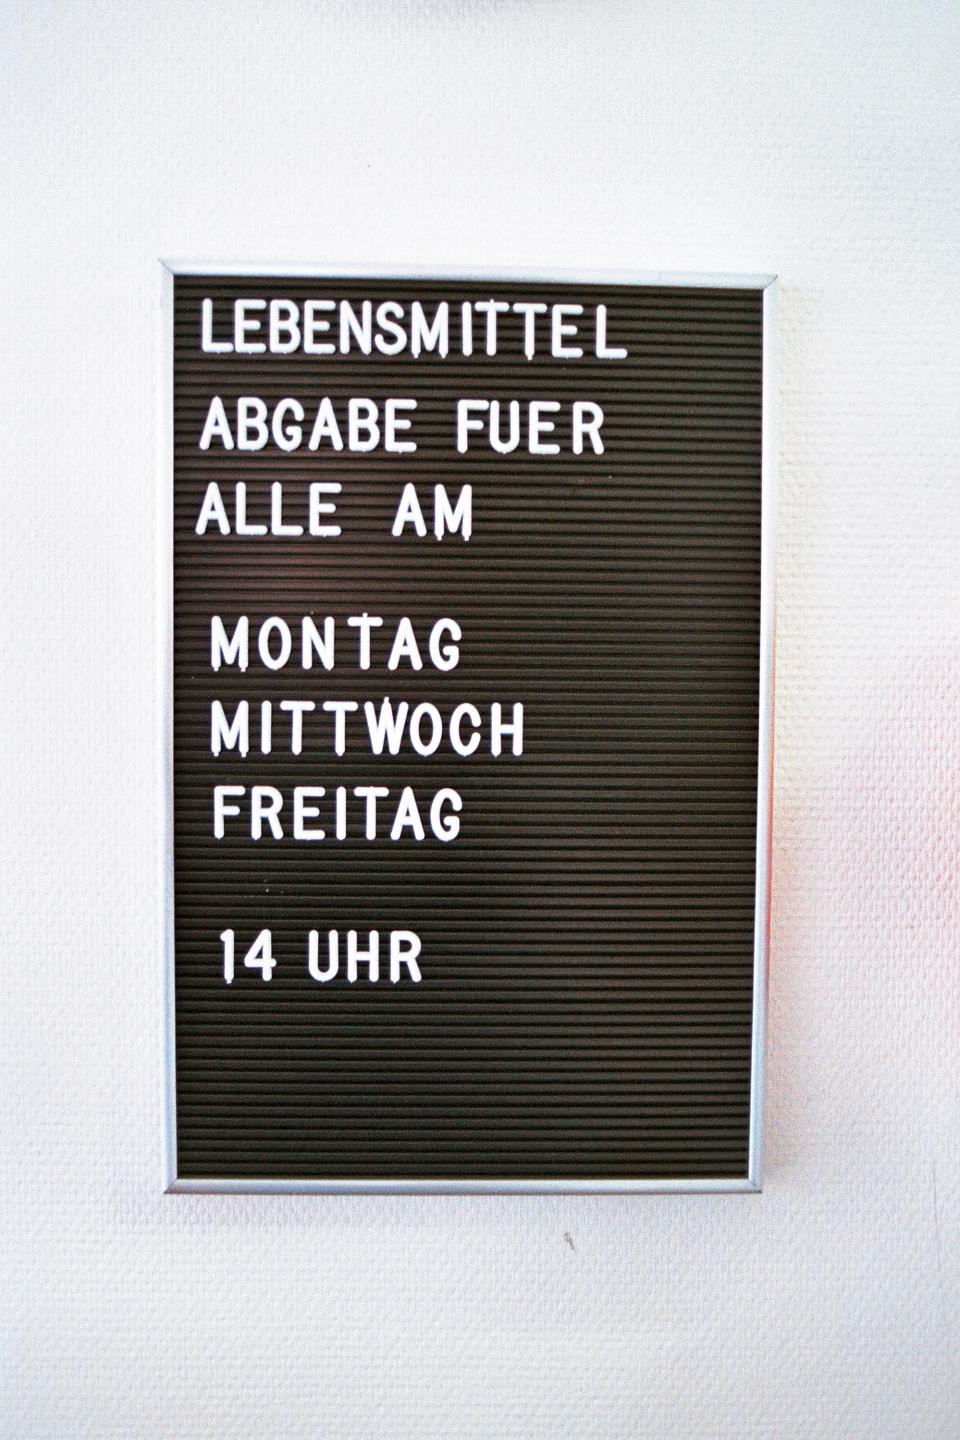 LEBENSMITTEL
ABGABE FUER
ALLE AM
MONTAG
MITTWOCH
FREITAG
14 UHR